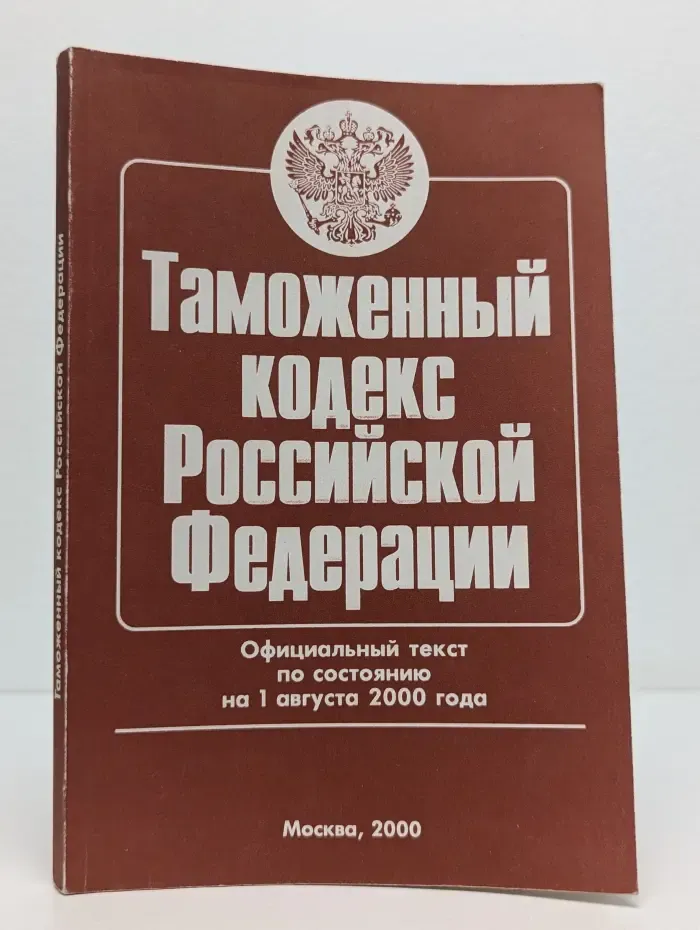 Таможенный
кодекс
Российской
Федерации
Официальный текст
по состоянию
на 1 августа 2000 года
Москва, 2000
Таможенный кодекс Российской Федерации